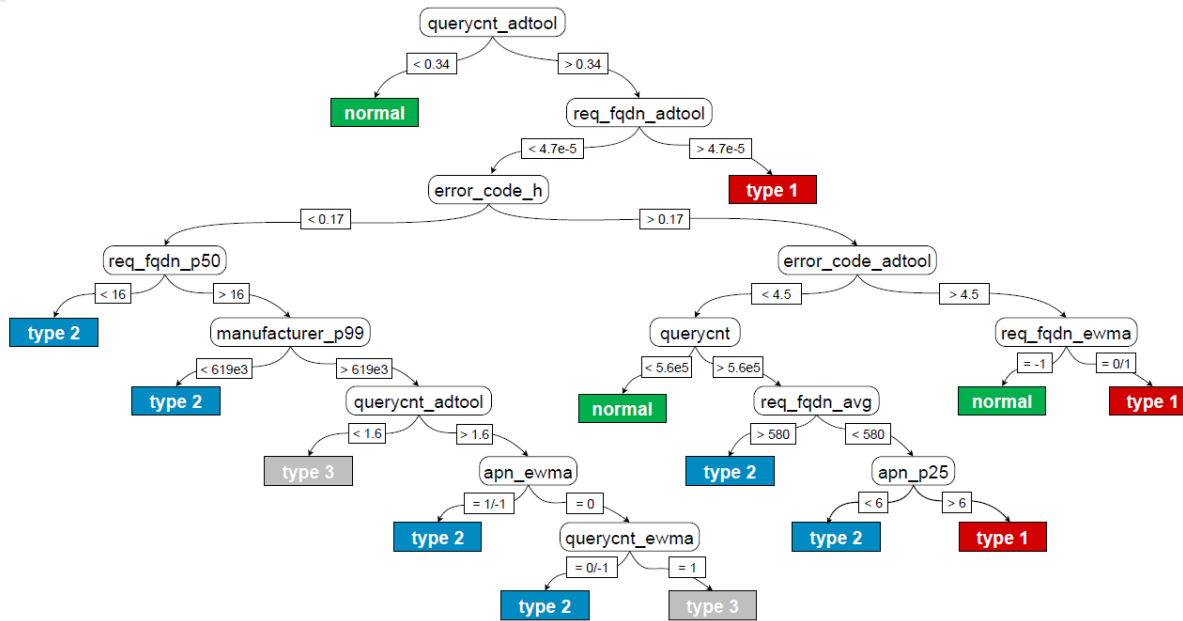 querycnt_adtool
< 0.34
> 0.34
normal
req_fqdn_adtool
< 4.7e-5
> 4.7e-5
error_code_h
type 1
< 0.17
> 0.17
req_fqdn_p50
error_code_adtool
< 16
> 16
< 4.5
> 4.5
type 2
manufacturer_p99
querycnt
req_fqdn_ewma
< 619e3
> 619e3
< 5.6e5
> 5.6e5
= -1
= 0/1
type 2
querycnt_adtool
normal
req_fqdn_avg
normal
type 1
< 1.6
> 1.6
> 580
< 580
type 3
apn_ewma
type 2
apn_p25
= 1/-1
= 0
< 6
> 6
type 2
querycnt_ewma
type 2
type 1
= 0/-1
= 1
type 2
type 3